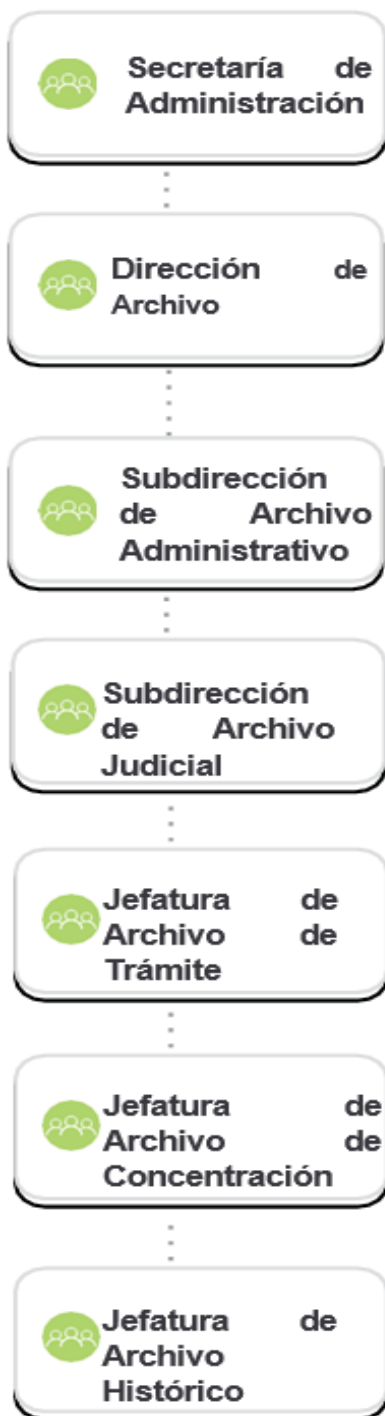 Secretaría de
Administración
Dirección de
Archivo
Subdirección
de Archivo
Administrativo
Subdirección
de Archivo
Judicial
Jefatura de
Archivo de
Trámite
Jefatura de
Archivo de
Concentración
Jefatura de
Archivo
Histórico